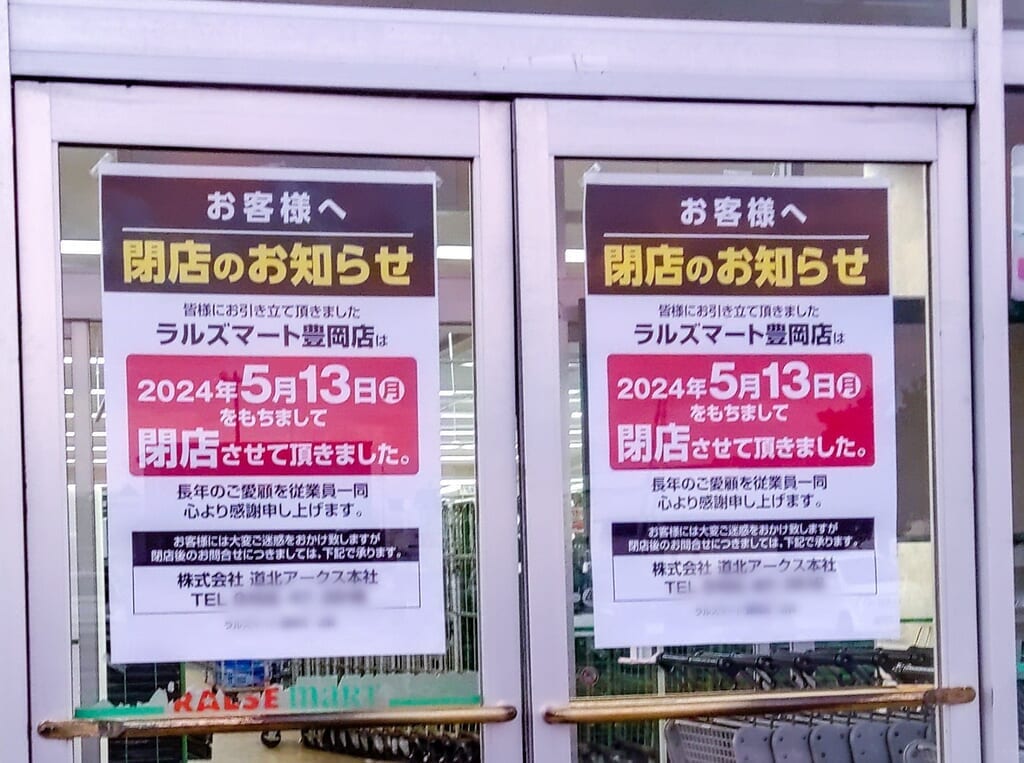 お客様へ
閉店のお知らせ
皆様にお引き立て頂きました
ラルズマート豊岡店は
2024年5月13日㊊
をもちまして
閉店させて頂きました。
長年のご愛顧を従業員一同
心より感謝申し上げます。
お客様には大変ご迷惑をおかけ致しますが
閉店後のお問合せにつきましては、下記で承ります。
株式会社 道北アークス本社
TEL
お客様へ
閉店のお知らせ
皆様にお引き立て頂きました
ラルズマート豊岡店は
2024年5月13日㊊
をもちまして
閉店させて頂きました。
長年のご愛顧を従業員一同
心より感謝申し上げます。
お客様には大変ご迷惑をおかけ致しますが
閉店後のお問合せにつきましては、下記で承ります。
株式会社 道北アークス本社
TEL
RALSE mART